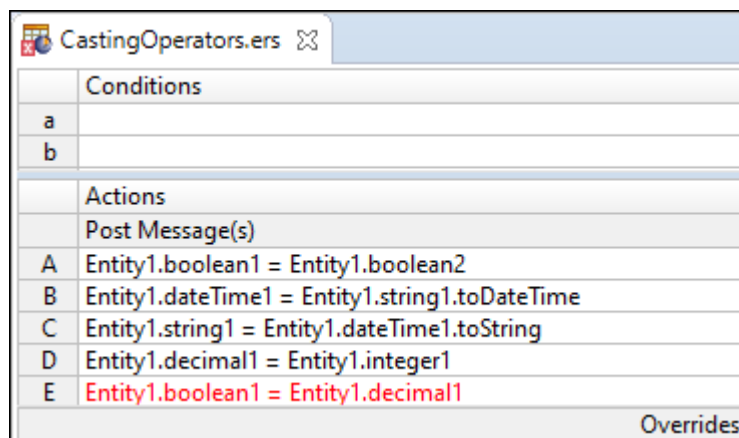 CastingOperators.ers
Conditions
a
b
Actions
Post Message(s)
A Entity1.boolean1 = Entity1.boolean2
B Entity1.dateTime1 = Entity1.string1.toDateTime
C Entity1.string1 = Entity1.dateTime1.toString
D Entity1.decimal1 = Entity1.integer1
E Entity1.boolean1 = Entity1.decimal1
Overrides